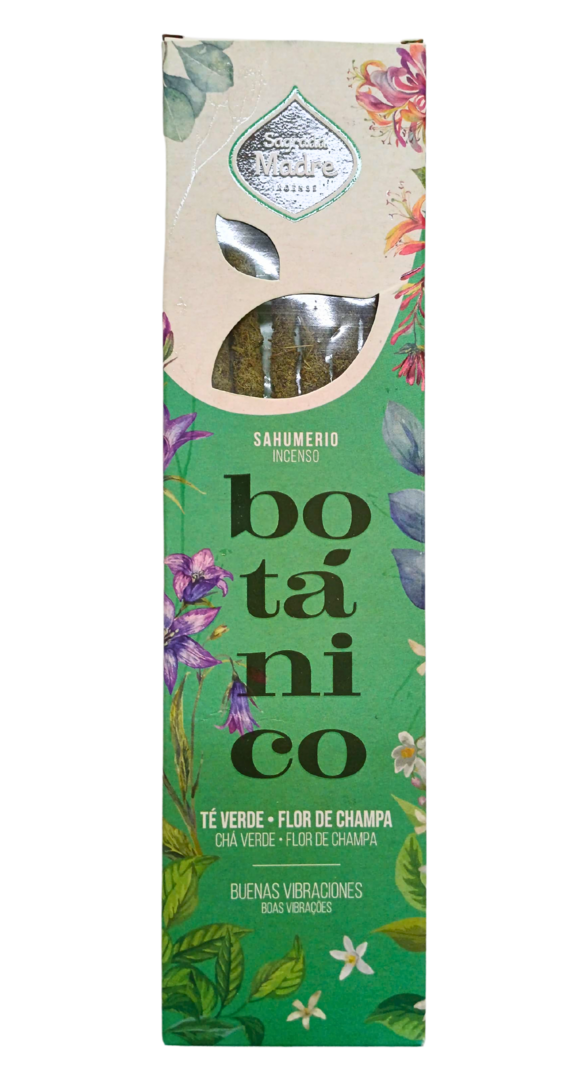 Sagrada
Madre
SAHUMERIO
INCENSO
bo
tá
ni
co
TÉ VERDE • FLOR DE CHAMPA
CHÁ VERDE • FLOR DE CHAMPA
BUENAS VIBRACIONES
BOAS VIBRAÇÕES